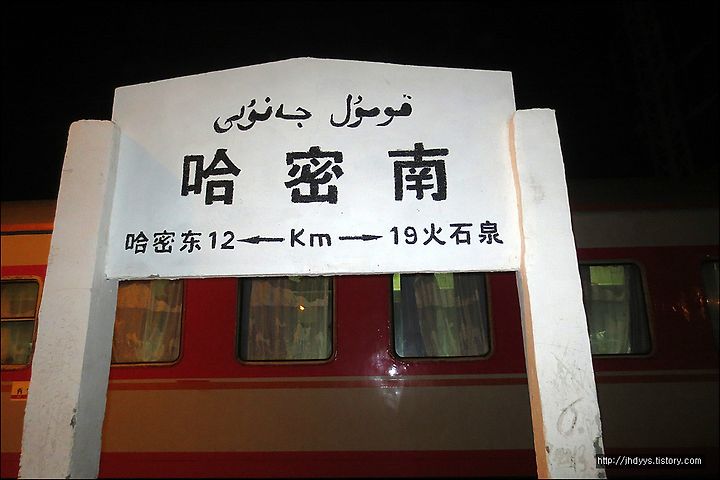 قومۇل جەنۇبى
哈密南
哈密东12←Km→19火石泉
http://jhdyys.tistory.com